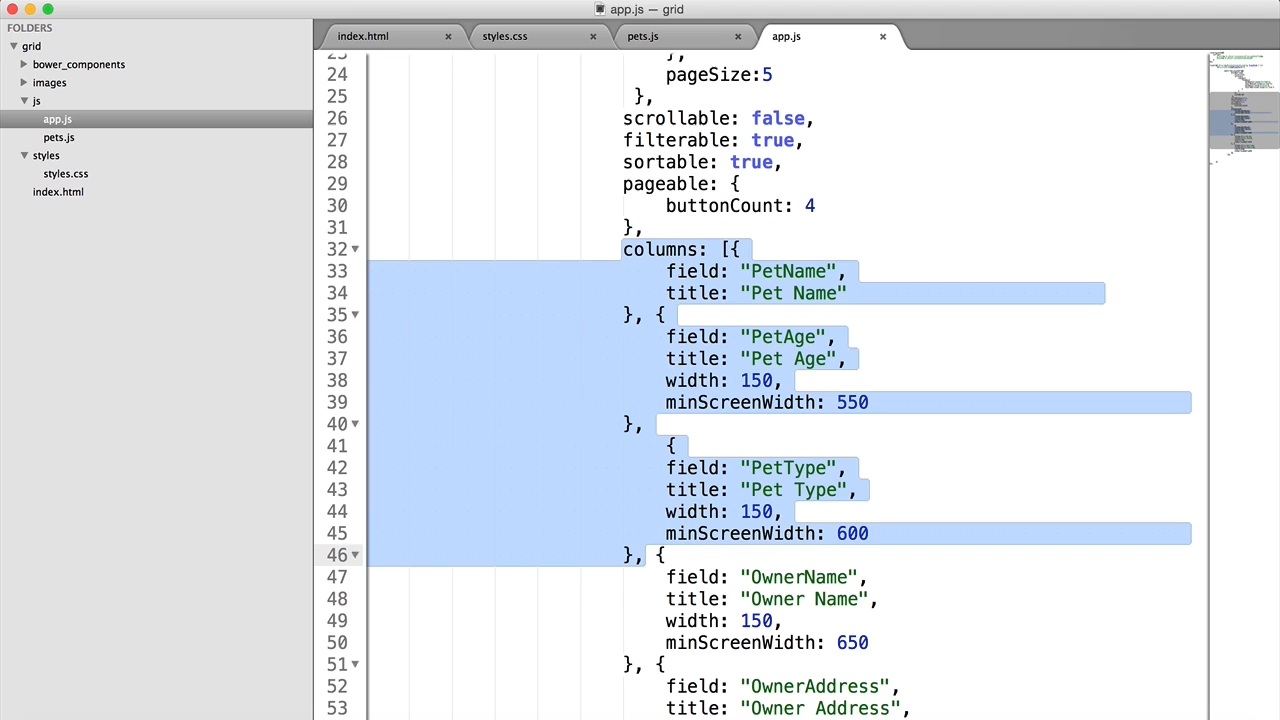 app.js — grid
FOLDERS
grid
bower_components
images
js
app.js
pets.js
styles
styles.css
index.html
index.html × styles.css × pets.js × app.js ×
23 },
24 pageSize:5
25 },
26 scrollable: false,
27 filterable: true,
28 sortable: true,
29 pageable: {
30 buttonCount: 4
31 },
32 columns: [{
33 field: "PetName",
34 title: "Pet Name"
35 }, {
36 field: "PetAge",
37 title: "Pet Age",
38 width: 150,
39 minScreenWidth: 550
40 },
41 {
42 field: "PetType",
43 title: "Pet Type",
44 width: 150,
45 minScreenWidth: 600
46 }, {
47 field: "OwnerName",
48 title: "Owner Name",
49 width: 150,
50 minScreenWidth: 650
51 }, {
52 field: "OwnerAddress",
53 title: "Owner Address",